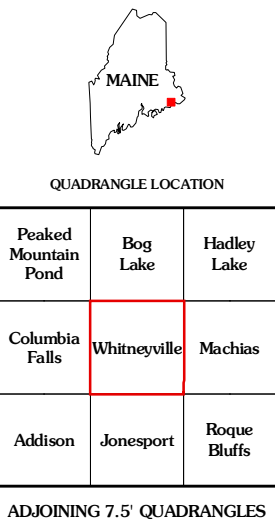 MAINE
QUADRANGLE LOCATION
Peaked
Mountain
Pond
Bog
Lake
Hadley
Lake
Columbia
Falls
Whitneyville
Machias
Addison
Jonesport
Roque
Bluffs
ADJOINING 7.5' QUADRANGLES